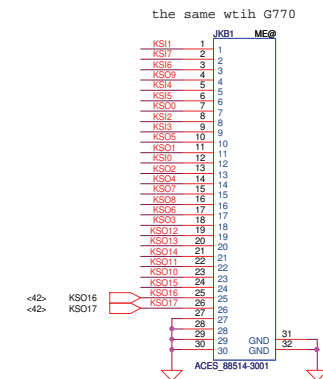 the same wtih G770
JKB1 ME@
KSI1 1 1
KSI7 2 2
KSI6 3 3
KSO9 4 4
KSI4 5 5
KSI5 6 6
KSO0 7 7
KSI2 8 8
KSI3 9 9
KSO5 10 10
KSO1 11 11
KSI0 12 12
KSO2 13 13
KSO4 14 14
KSO7 15 15
KSO8 16 16
KSO6 17 17
KSO3 18 18
KSO12 19 19
KSO13 20 20
KSO14 21 21
KSO11 22 22
KSO10 23 23
KSO15 24 24
<42> KSO16 KSO16 25 25
<42> KSO17 KSO17 26 26
27 27
28 28
29 29 GND 31
30 30 GND 32
ACES_88514-3001